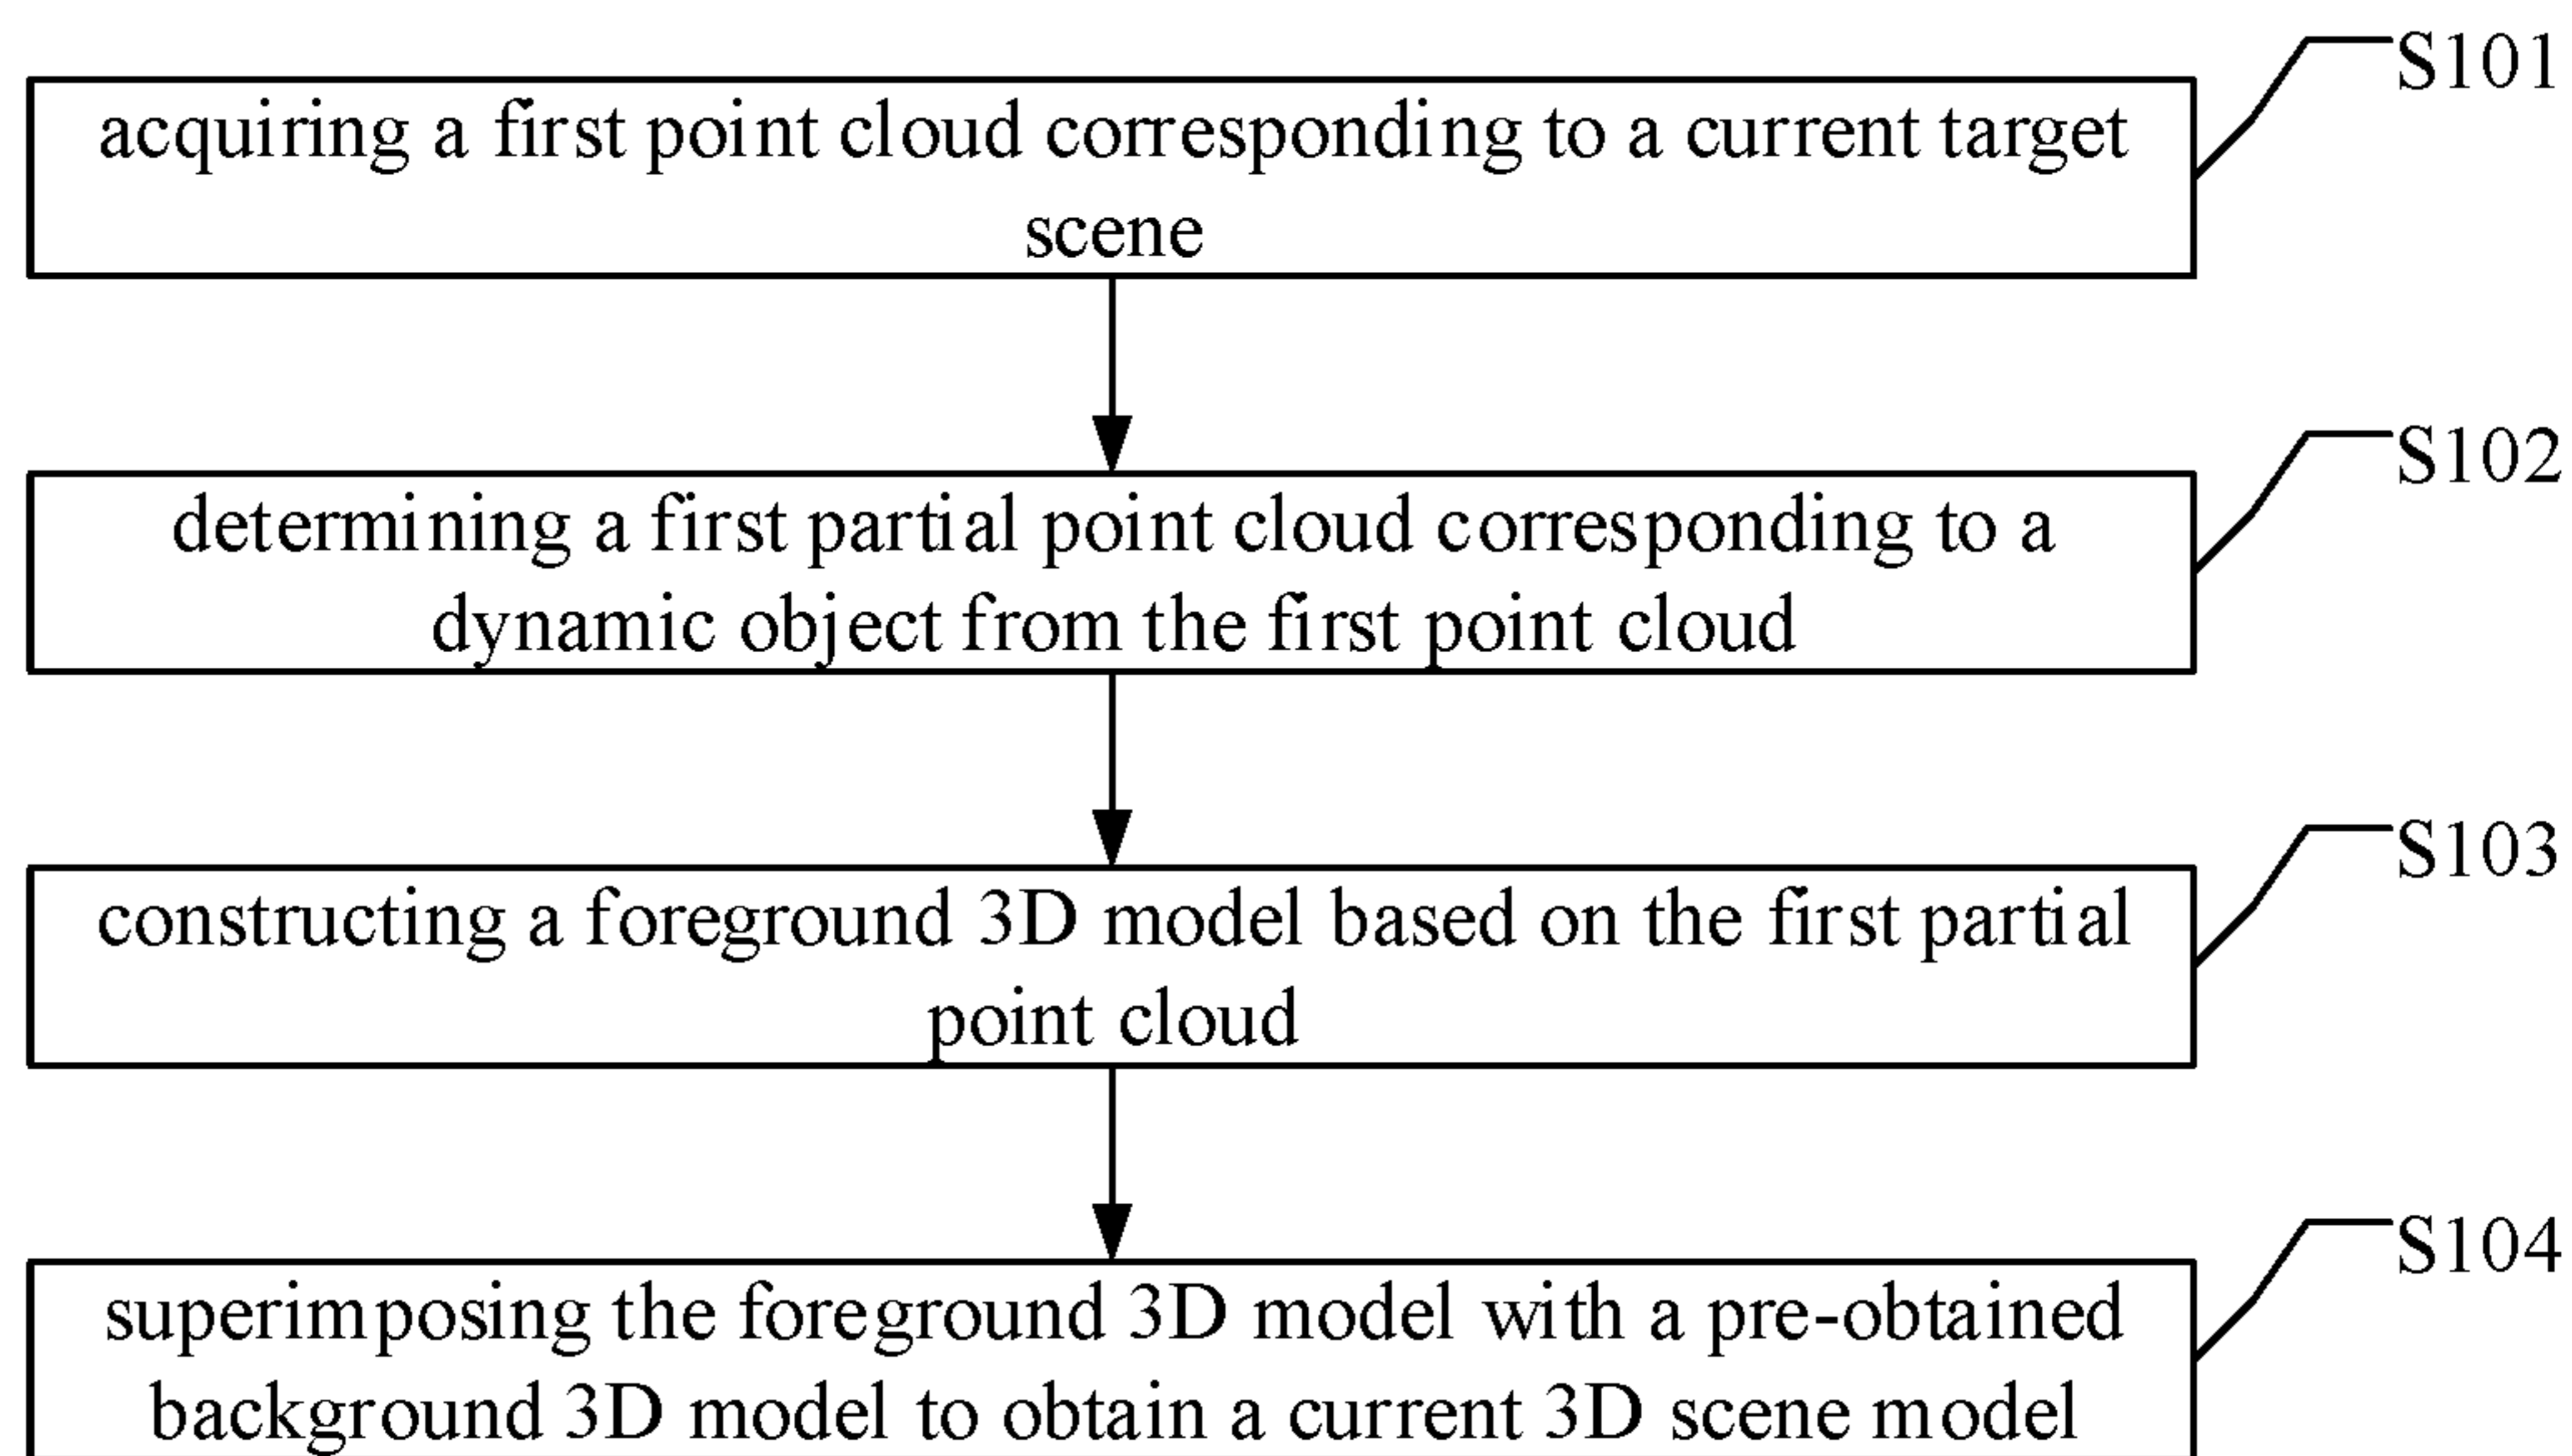 S101
acquiring a first point cloud corresponding to a current target
scene
S102
determining a first partial point cloud corresponding to a
dynamic object from the first point cloud
S103
constructing a foreground 3D model based on the first partial
point cloud
S104
superimposing the foreground 3D model with a pre-obtained
background 3D model to obtain a current 3D scene model